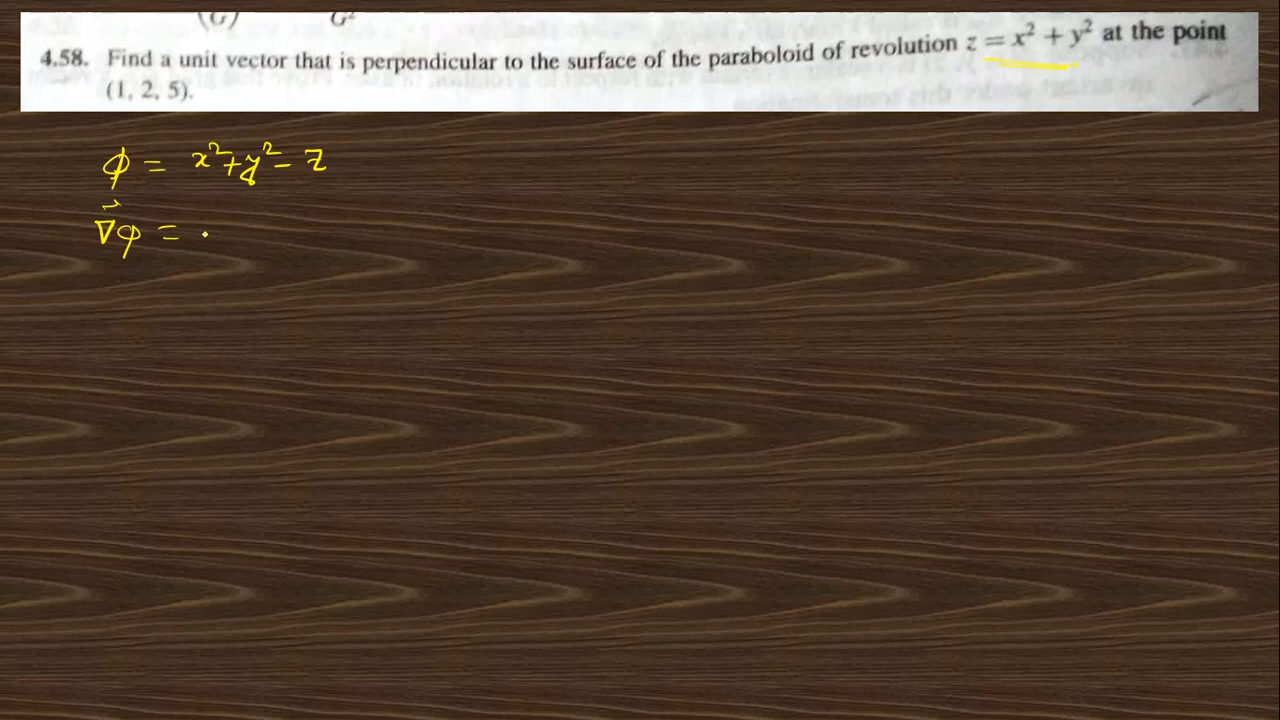 (G) G²
4.58. Find a unit vector that is perpendicular to the surface of the paraboloid of revolution z = x² + y² at the point
(1, 2, 5).
φ = x² + y² − z
∇⃗φ =